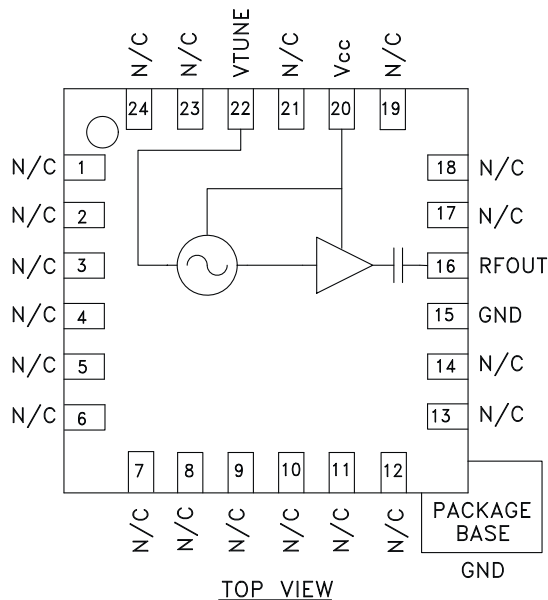 N/C
N/C
VTUNE
N/C
Vcc
N/C
24
23
22
21
20
19
N/C 1
N/C 2
N/C 3
N/C 4
N/C 5
N/C 6
18 N/C
17 N/C
16 RFOUT
15 GND
14 N/C
13 N/C
7
8
9
10
11
12
N/C
N/C
N/C
N/C
N/C
N/C
PACKAGE
BASE
GND
TOP VIEW